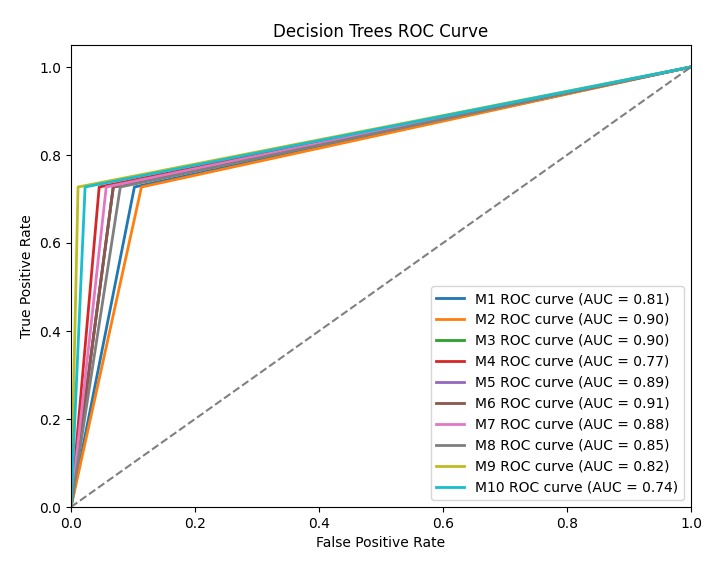 Decision Trees ROC Curve
True Positive Rate
1.0
0.8
0.6
0.4
0.2
0.0
M1 ROC curve (AUC = 0.81)
M2 ROC curve (AUC = 0.90)
M3 ROC curve (AUC = 0.90)
M4 ROC curve (AUC = 0.77)
M5 ROC curve (AUC = 0.89)
M6 ROC curve (AUC = 0.91)
M7 ROC curve (AUC = 0.88)
M8 ROC curve (AUC = 0.85)
M9 ROC curve (AUC = 0.82)
M10 ROC curve (AUC = 0.74)
0.0 0.2 0.4 0.6 0.8 1.0
False Positive Rate